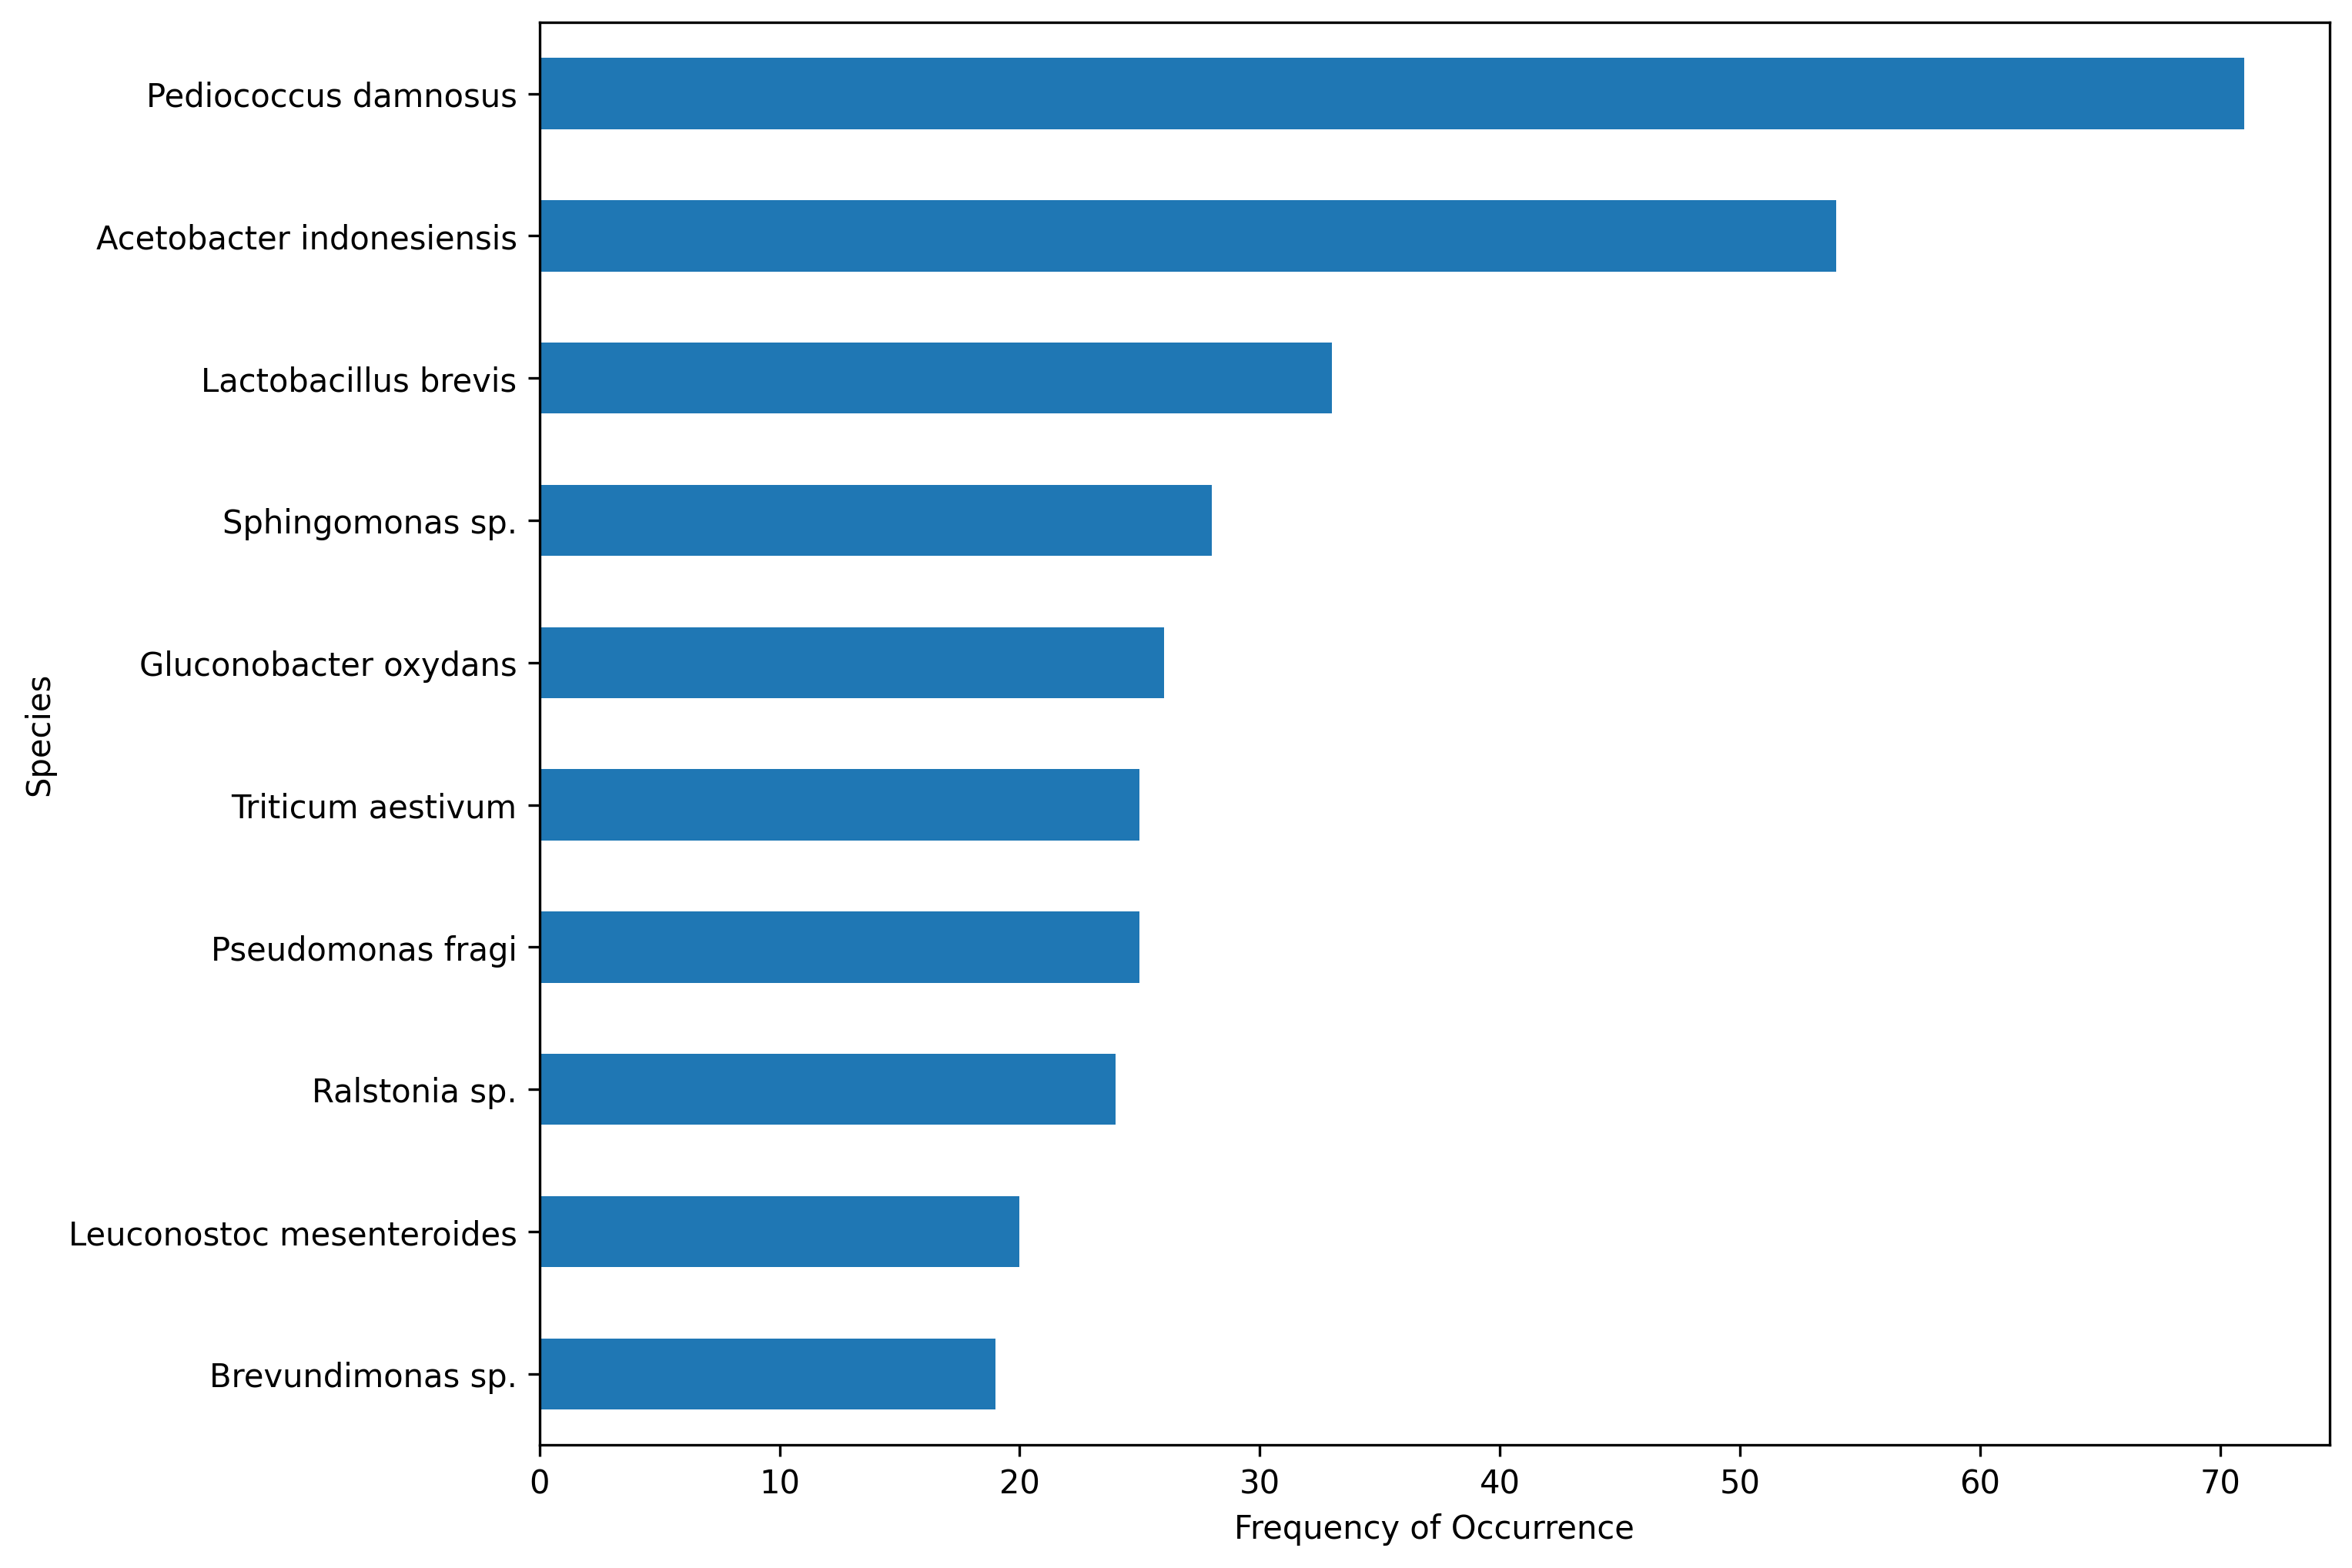 Pediococcus damnosus
Acetobacter indonesiensis
Lactobacillus brevis
Sphingomonas sp.
Gluconobacter oxydans
Triticum aestivum
Pseudomonas fragi
Ralstonia sp.
Leuconostoc mesenteroides
Brevundimonas sp.
Species
0 10 20 30 40 50 60 70
Frequency of Occurrence